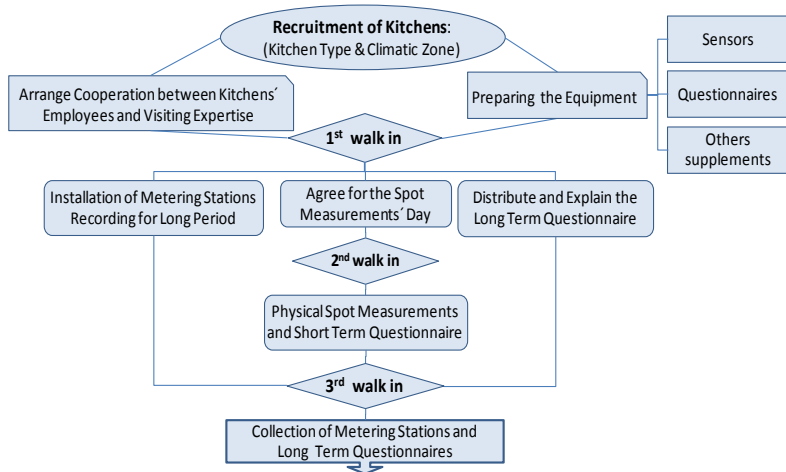 Recruitment of Kitchens:
(Kitchen Type & Climatic Zone)
Sensors
Arrange Cooperation between Kitchens´
Employees and Visiting Expertise
Preparing the Equipment
Questionnaires
Others
supplements
1st walk in
Installation of Metering Stations
Recording for Long Period
Agree for the Spot
Measurements´ Day
Distribute and Explain the
Long Term Questionnaire
2nd walk in
Physical Spot Measurements
and Short Term Questionnaire
3rd walk in
Collection of Metering Stations and
Long Term Questionnaires